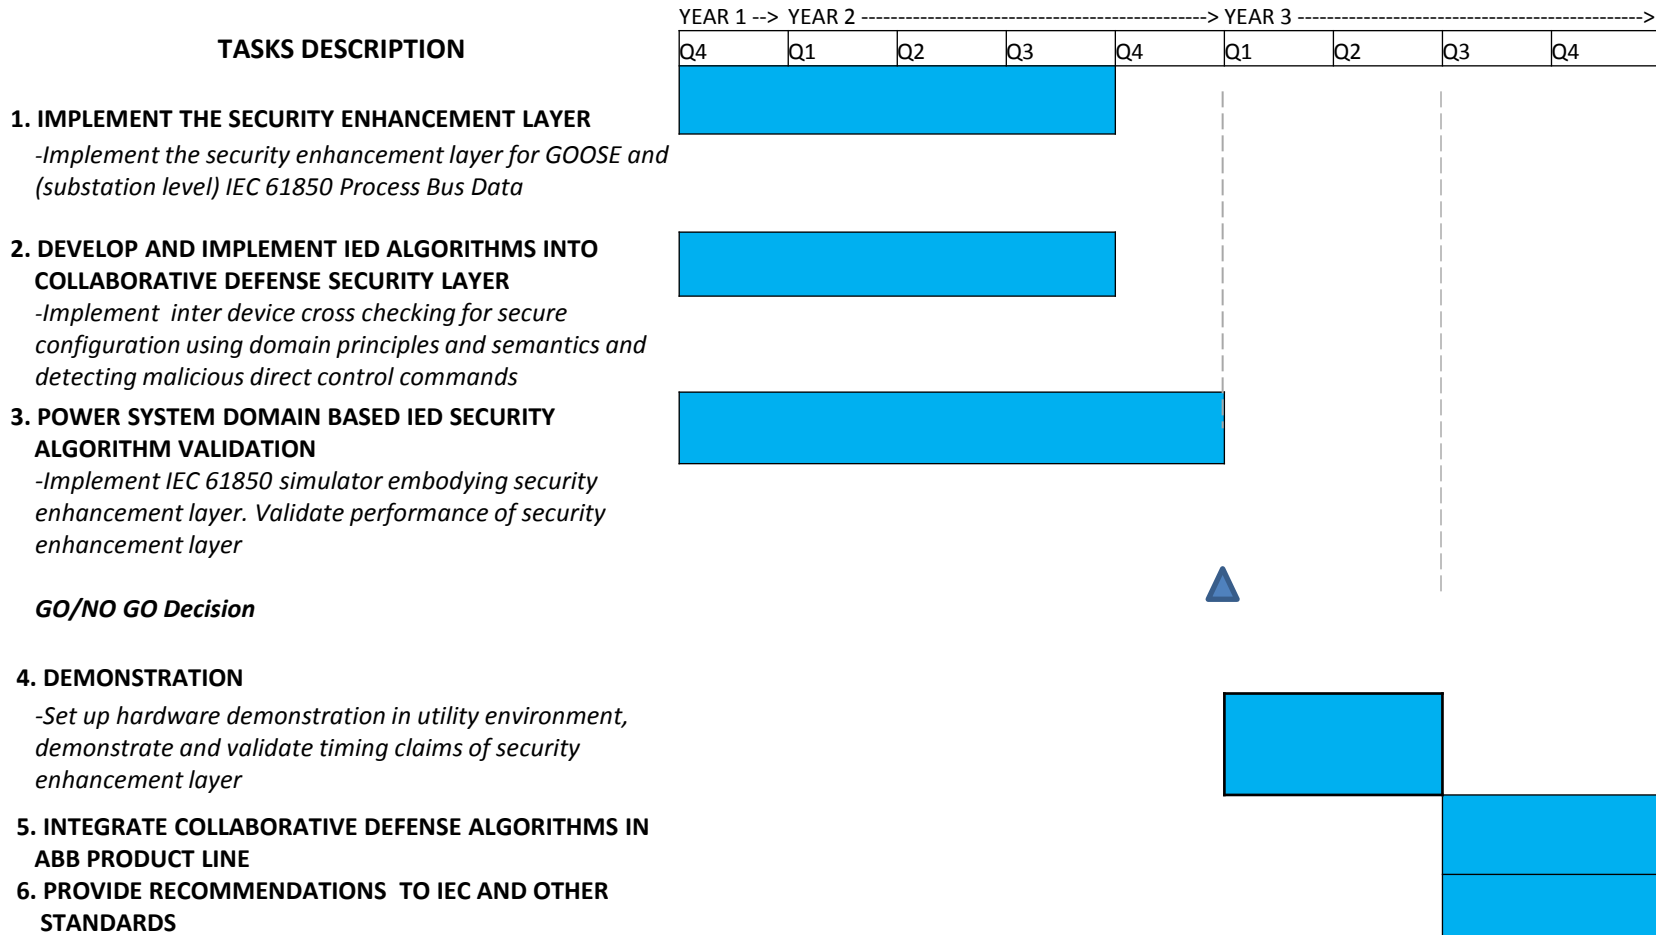 YEAR 1 --> YEAR 2 -----------------------------------------------> YEAR 3 ----------------------------------------------->
TASKS DESCRIPTION
Q4 Q1 Q2 Q3 Q4 Q1 Q2 Q3 Q4
1. IMPLEMENT THE SECURITY ENHANCEMENT LAYER
-Implement the security enhancement layer for GOOSE and
(substation level) IEC 61850 Process Bus Data
2. DEVELOP AND IMPLEMENT IED ALGORITHMS INTO
COLLABORATIVE DEFENSE SECURITY LAYER
-Implement inter device cross checking for secure
configuration using domain principles and semantics and
detecting malicious direct control commands
3. POWER SYSTEM DOMAIN BASED IED SECURITY
ALGORITHM VALIDATION
-Implement IEC 61850 simulator embodying security
enhancement layer. Validate performance of security
enhancement layer
GO/NO GO Decision
4. DEMONSTRATION
-Set up hardware demonstration in utility environment,
demonstrate and validate timing claims of security
enhancement layer
5. INTEGRATE COLLABORATIVE DEFENSE ALGORITHMS IN
ABB PRODUCT LINE
6. PROVIDE RECOMMENDATIONS TO IEC AND OTHER
STANDARDS